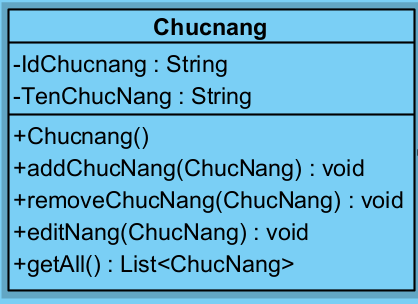 Chucnang
-IdChucnang : String
-TenChucNang : String
+Chucnang()
+addChucNang(ChucNang) : void
+removeChucNang(ChucNang) : void
+editNang(ChucNang) : void
+getAll() : List<ChucNang>